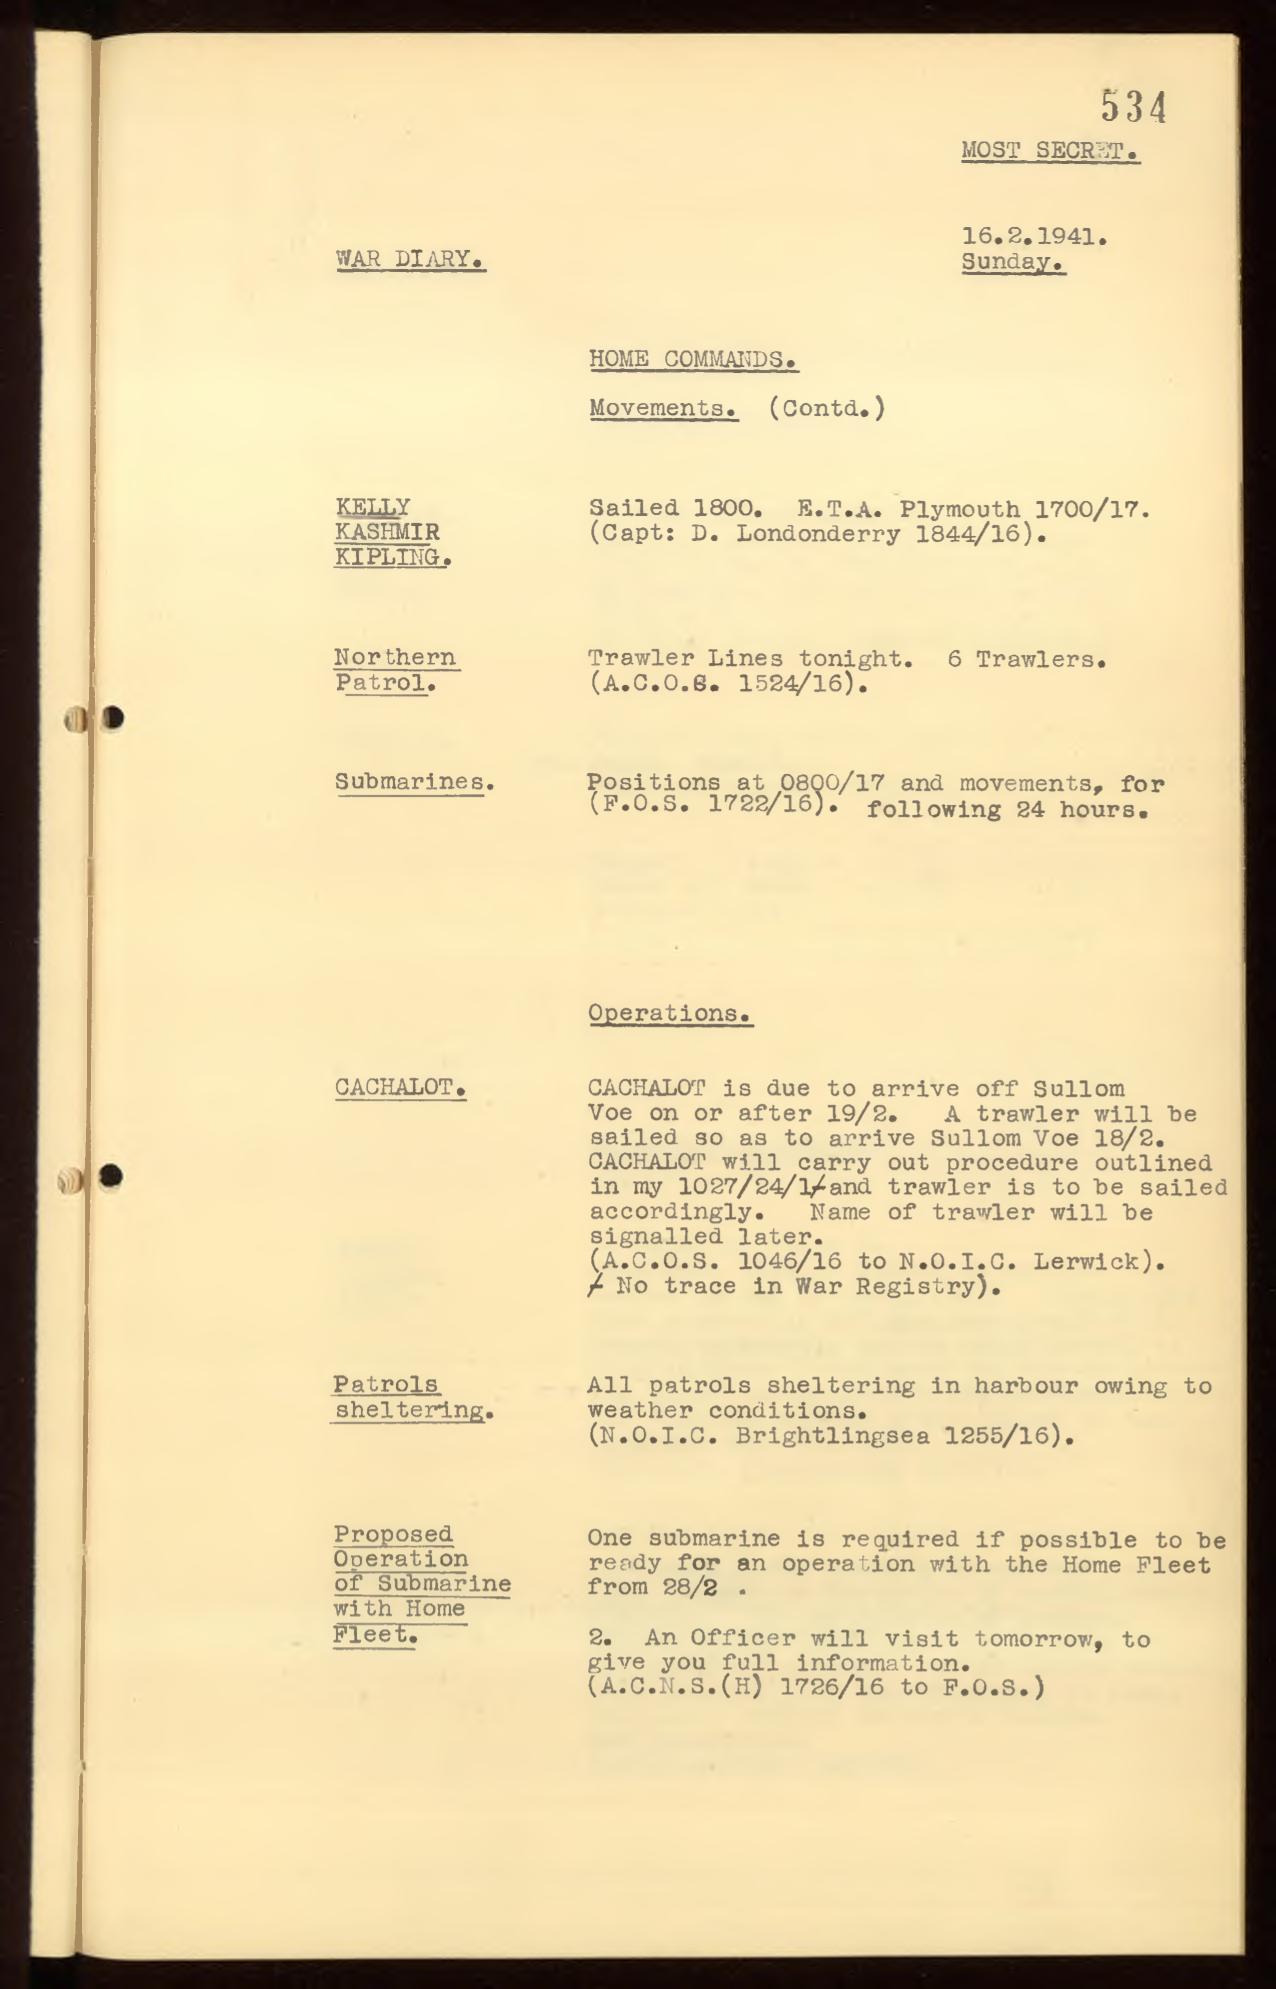 534
MOST SECRET.
16.2.1941.
WAR DIARY.
Sunday.
HOME COMMANDS.
Movements. (Contd.)
KELLY
KASHMIR
KIPLING.
Sailed 1800. E.T.A. Plymouth 1700/17.
(Capt: D. Londonderry 1844/16).
Northern
Patrol.
Trawler Lines tonight. 6 Trawlers.
(A.C.O.S. 1524/16).
Submarines.
Positions at 0800/17 and movements, for
(F.O.S. 1722/16). following 24 hours.
Operations.
CACHALOT.
CACHALOT is due to arrive off Sullom
Voe on or after 19/2. A trawler will be
sailed so as to arrive Sullom Voe 18/2.
CACHALOT will carry out procedure outlined
in my 1027/24/1/ and trawler is to be sailed
accordingly. Name of trawler will be
signalled later.
(A.C.O.S. 1046/16 to N.O.I.C. Lerwick).
/ No trace in War Registry).
Patrols
sheltering.
All patrols sheltering in harbour owing to
weather conditions.
(N.O.I.C. Brightlingsea 1255/16).
Proposed
Operation
of Submarine
with Home
Fleet.
One submarine is required if possible to be
ready for an operation with the Home Fleet
from 28/2 .
2. An Officer will visit tomorrow, to
give you full information.
(A.C.N.S.(H) 1726/16 to F.O.S.)